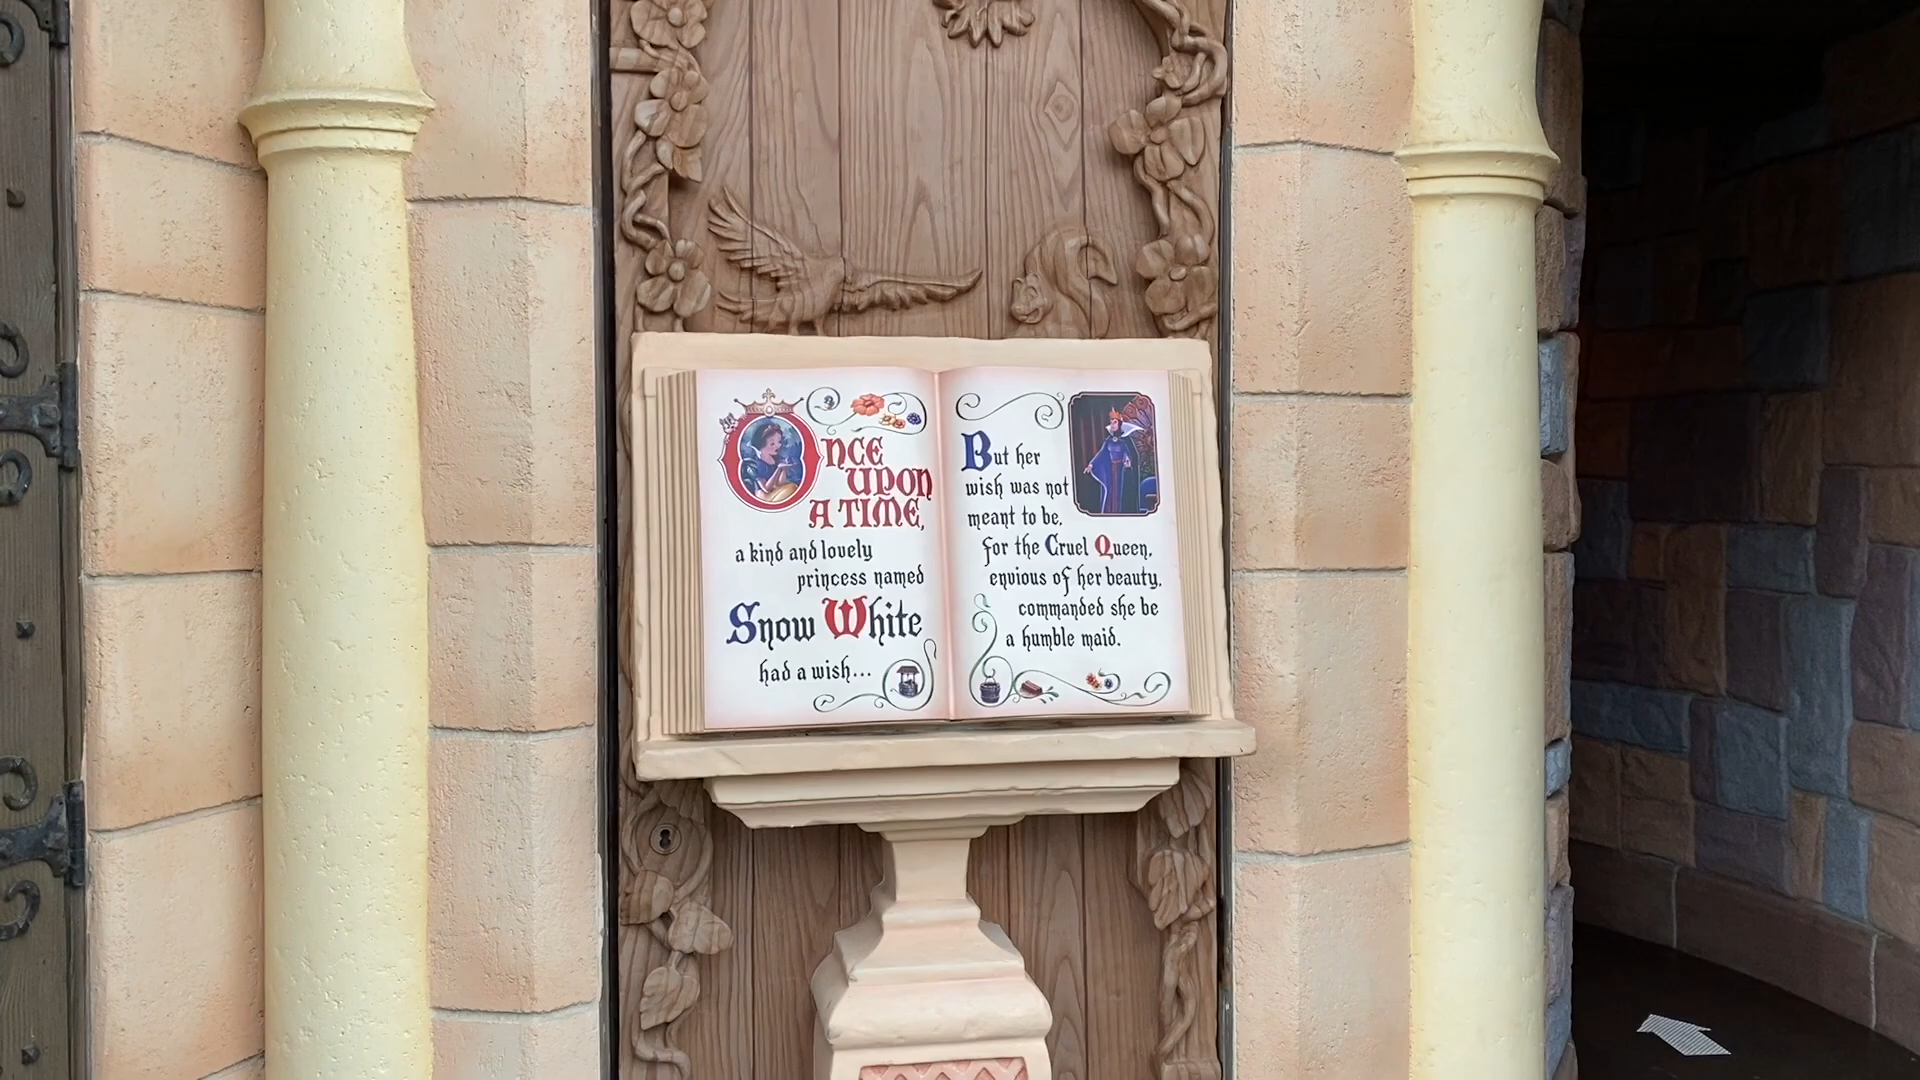 Once
upon
a time,
a kind and lovely
princess named
Snow White
had a wish...
But her
wish was not
meant to be,
for the Cruel Queen,
envious of her beauty,
commanded she be
a humble maid.